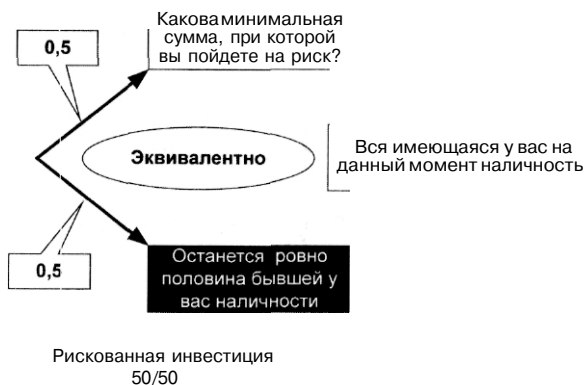 Какова минимальная
сумма, при которой
вы пойдете на риск?
0,5
Эквивалентно
Вся имеющаяся у вас на
данный момент наличность
0,5
Останется ровно
половина бывшей у
вас наличности
Рискованная инвестиция
50/50